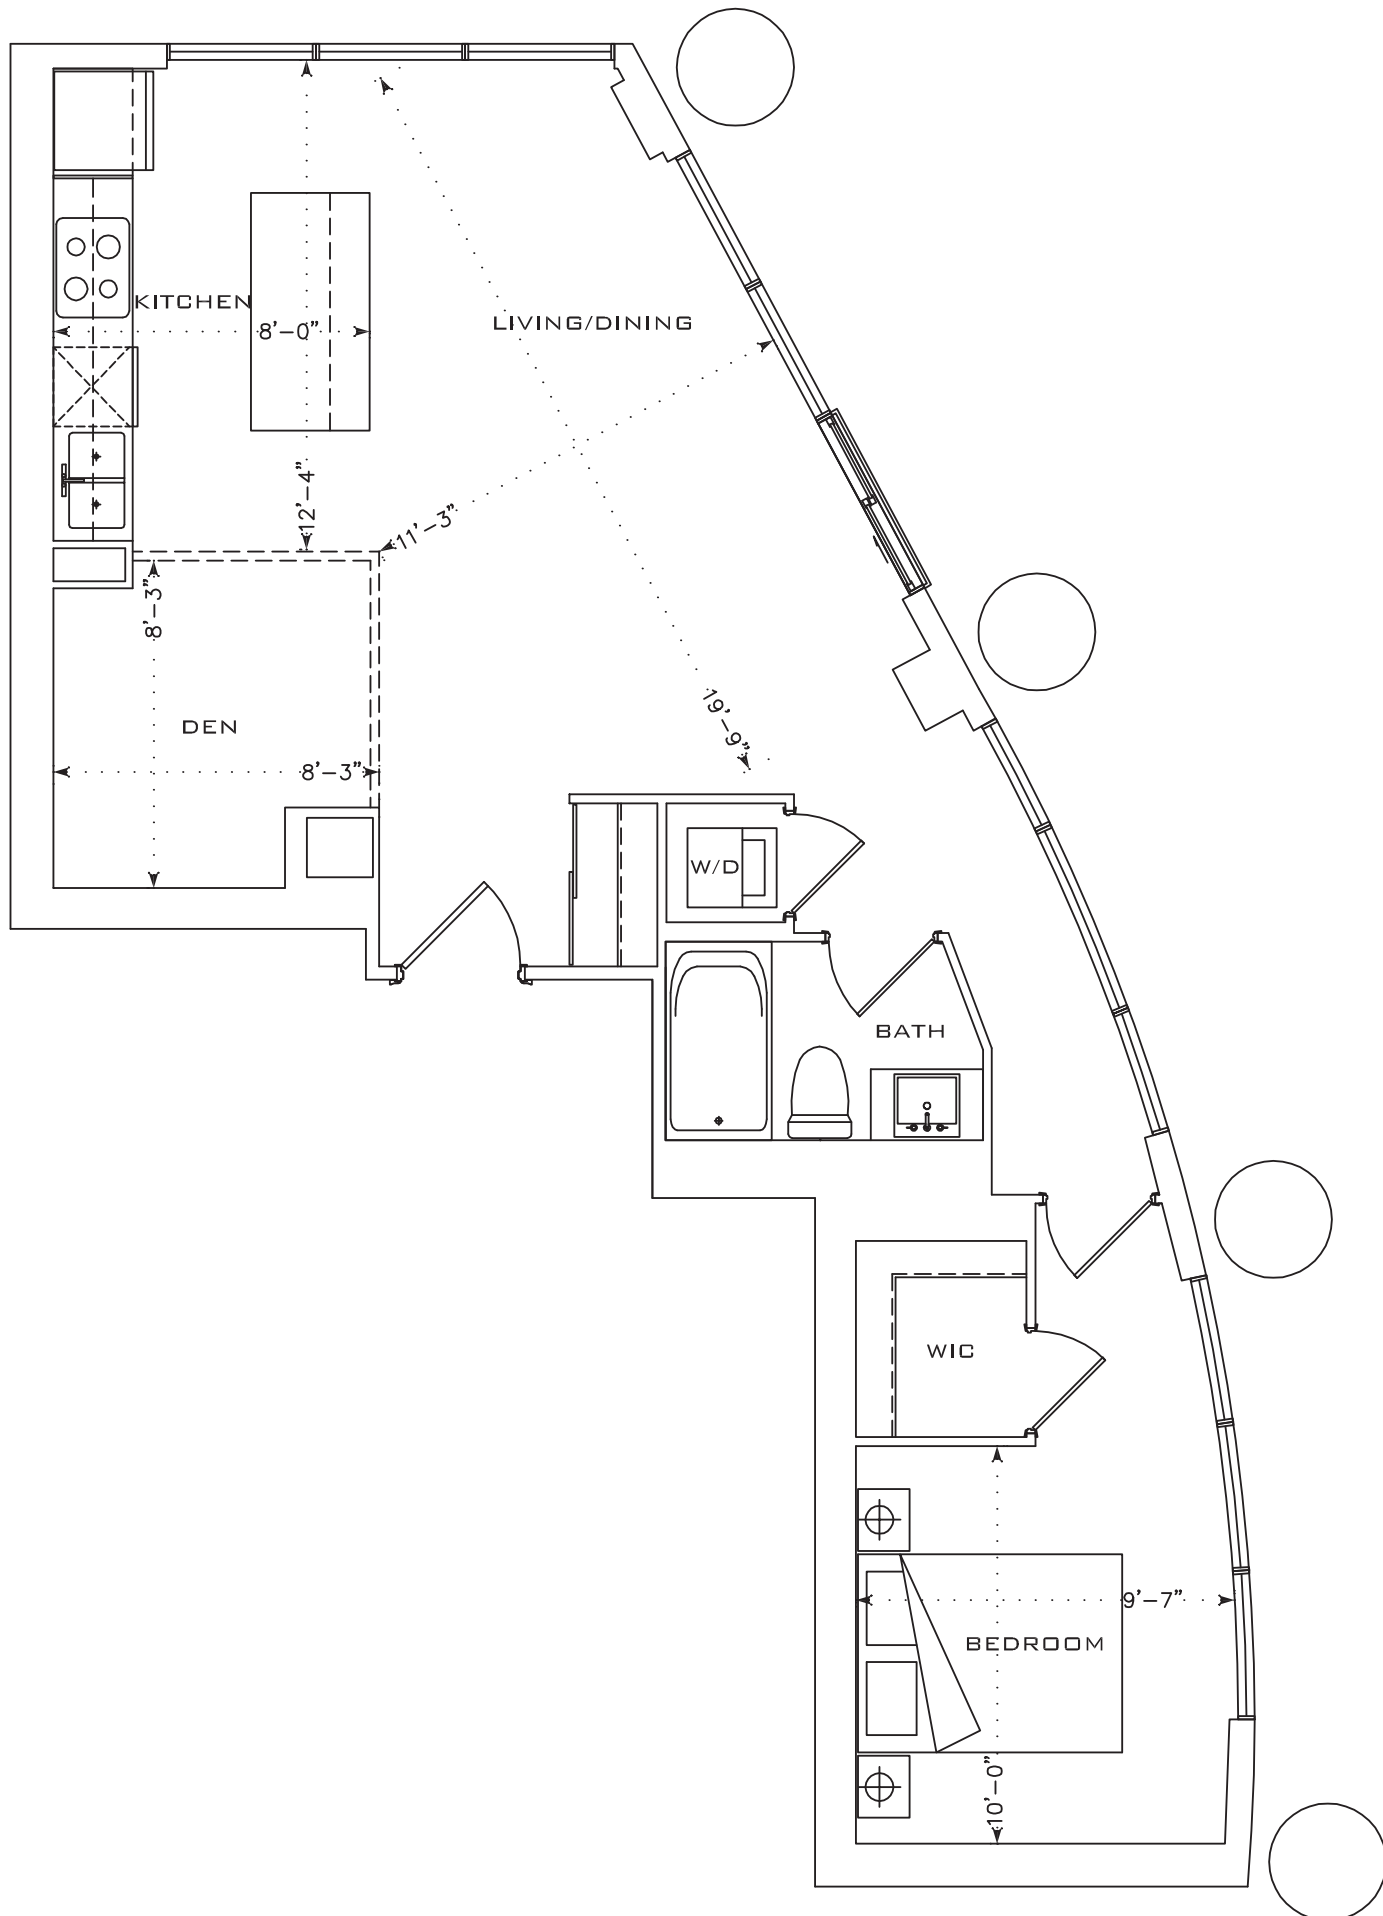 KITCHEN
8'-0"
LIVING/DINING
12'-4"
11'-3"
8'-3"
19'-9"
DEN
8'-3"
W/D
BATH
WIC
9'-7"
BEDROOM
10'-0"